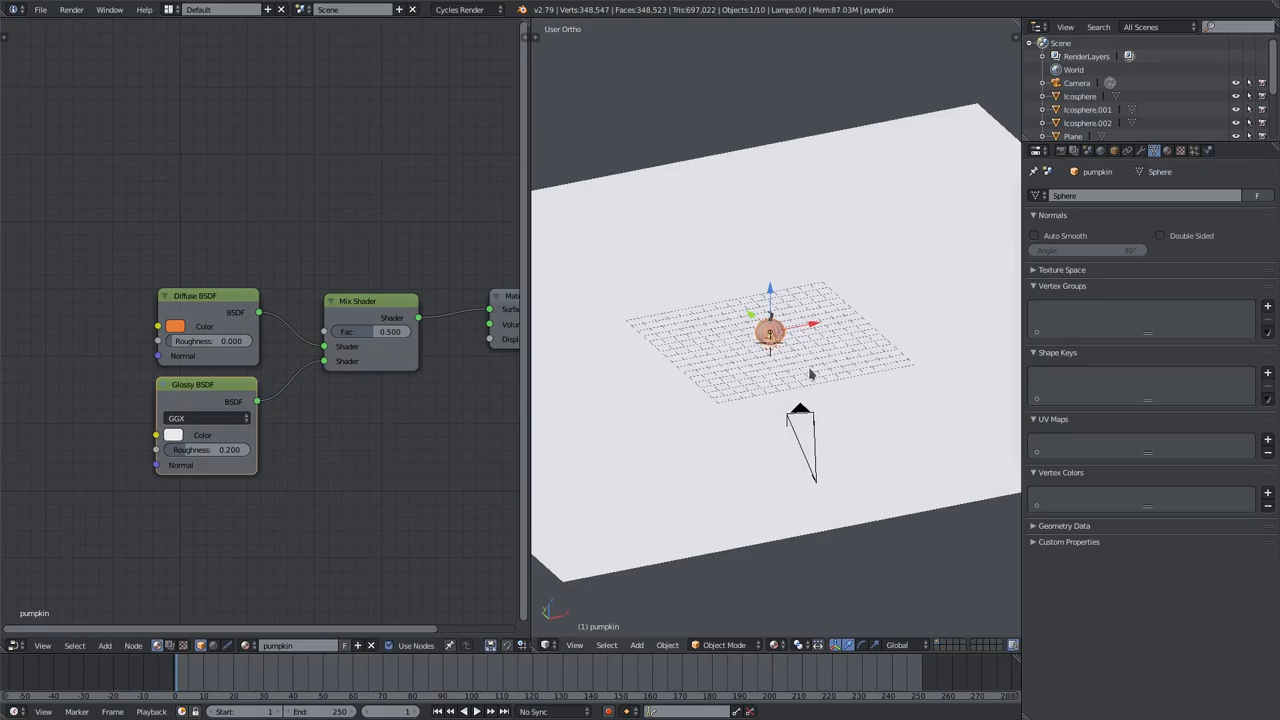 File Render Window Help Default Scene Cycles Render v2.79 | Verts:348,547 | Faces:348,523 | Tris:697,022 | Objects:1/10 | Lamps:0/0 | Mem:87.03M | pumpkin
User Ortho
View Search All Scenes
Scene
RenderLayers
World
Camera
Icosphere
Icosphere.001
Icosphere.002
Plane
pumpkin Sphere
Sphere F
Normals
Auto Smooth Double Sided
Angle: 30°
Texture Space
Vertex Groups
Shape Keys
UV Maps
Vertex Colors
Geometry Data
Custom Properties
Diffuse BSDF
BSDF
Color
Roughness: 0.000
Normal
Mix Shader
Shader
Fac: 0.500
Shader
Shader
Mate
Surfa
Volum
Displ
Glossy BSDF
BSDF
GGX
Color
Roughness: 0.200
Normal
pumpkin
(1) pumpkin
View Select Add Node pumpkin F Use Nodes
View Select Add Object Object Mode Global
-50 -40 -30 -20 -10 0 10 20 30 40 50 60 70 80 90 100 110 120 130 140 150 160 170 180 190 200 210 220 230 240 250 260 270 280
View Marker Frame Playback Start: 1 End: 250 1 No Sync